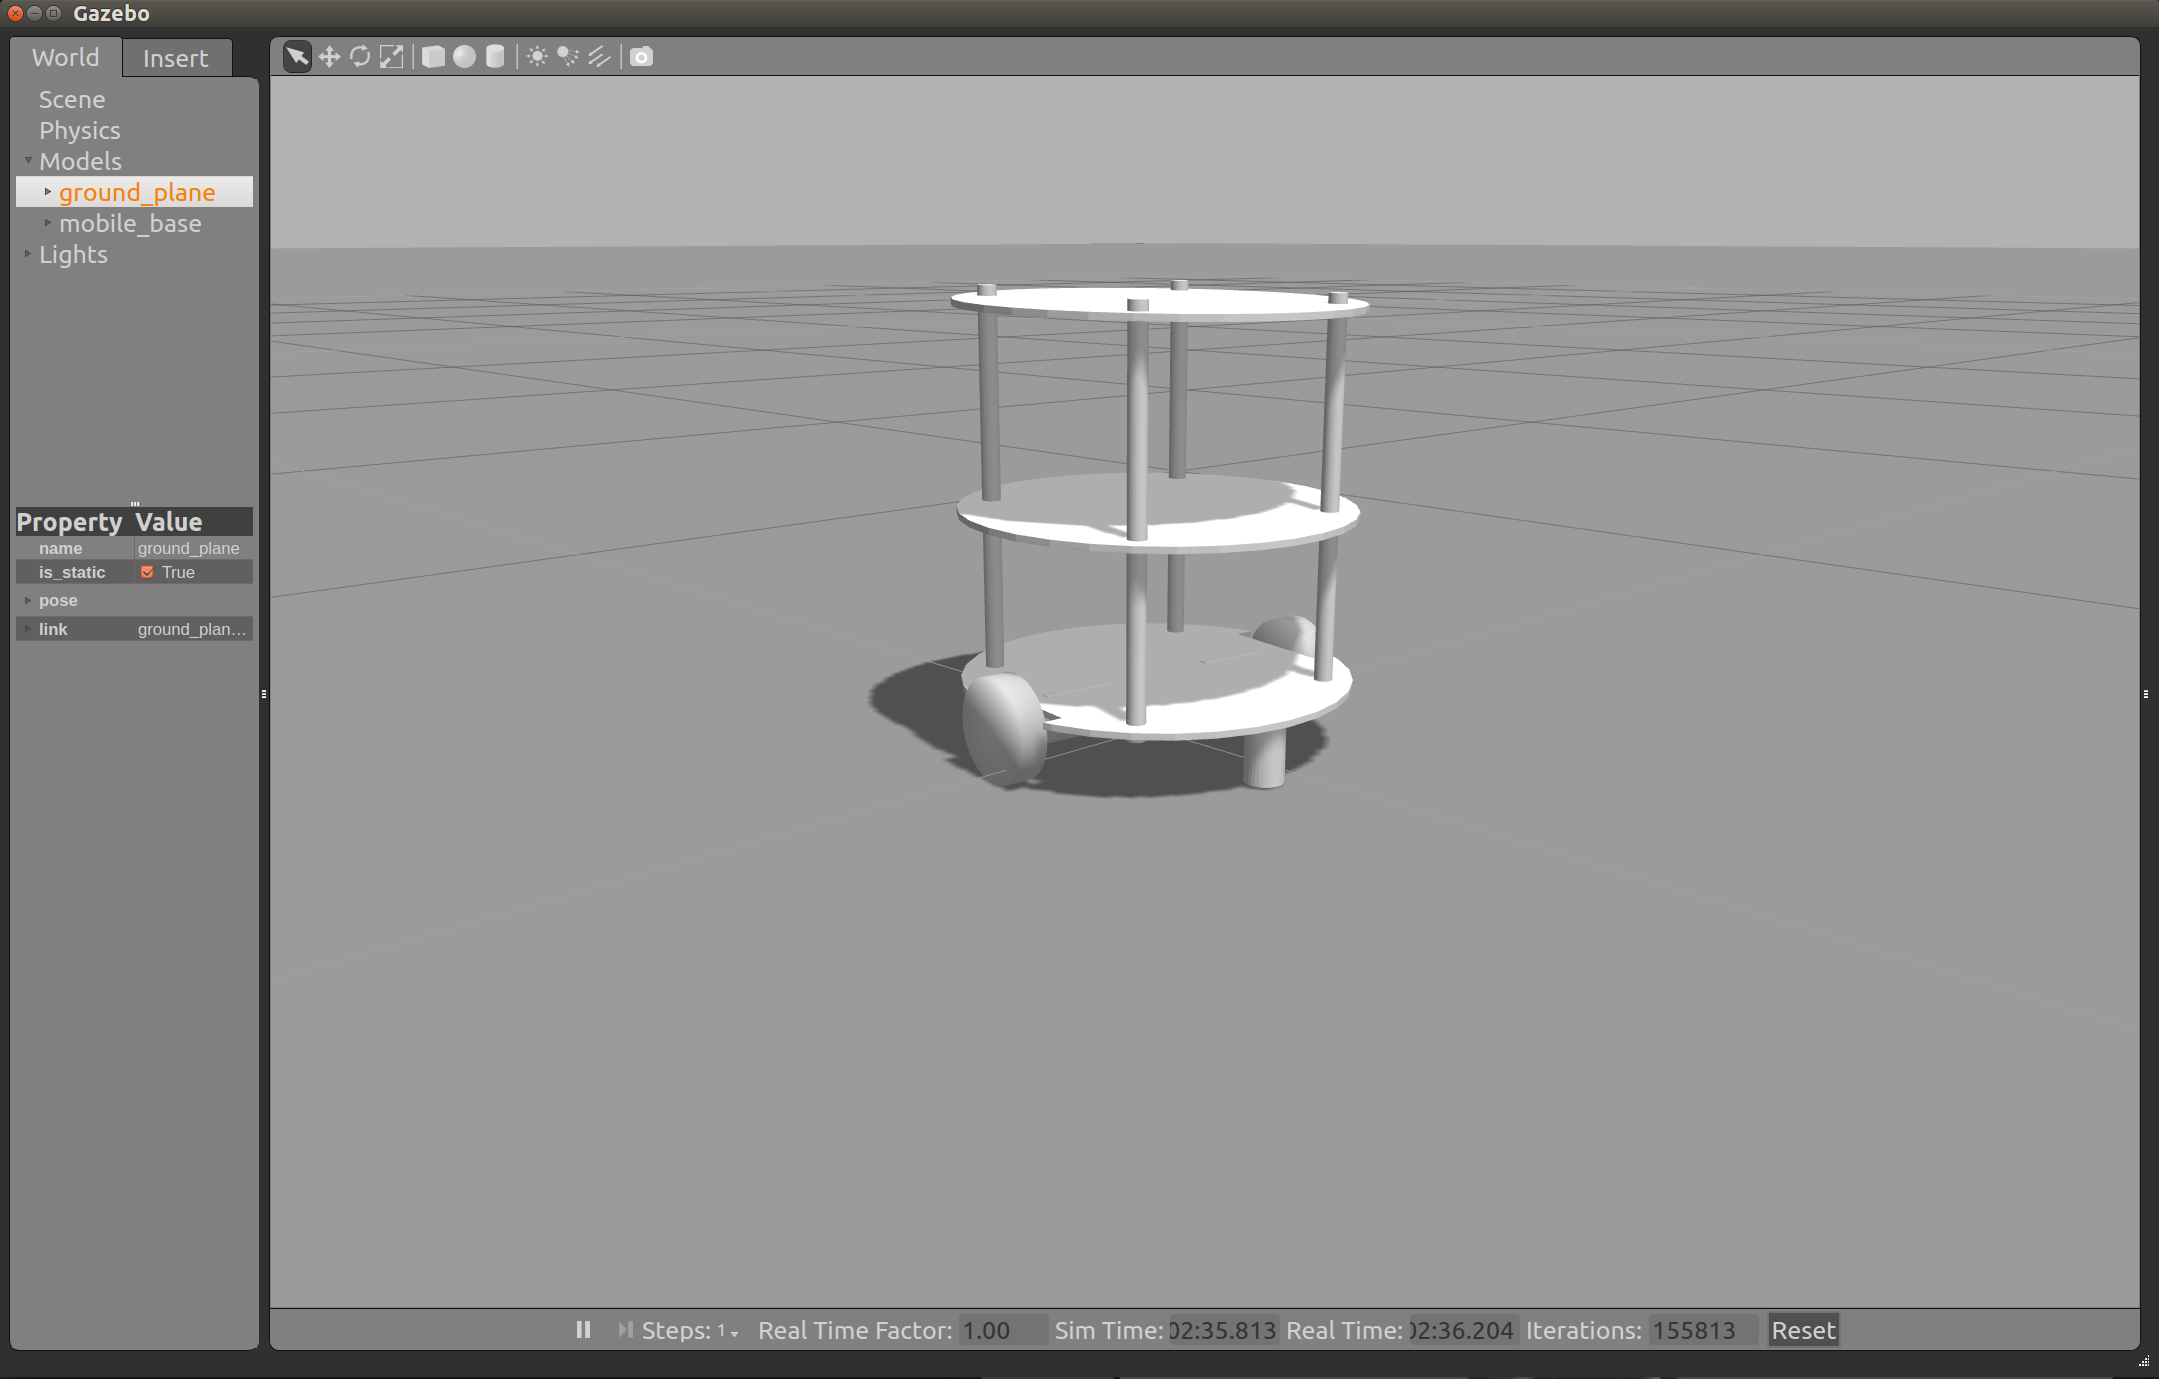 Gazebo
World Insert
Scene
Physics
Models
ground_plane
mobile_base
Lights
Property Value
name ground_plane
is_static True
pose
link ground_plan...
Steps: 1 Real Time Factor: 1.00 Sim Time: 02:35.813 Real Time: 02:36.204 Iterations: 155813 Reset